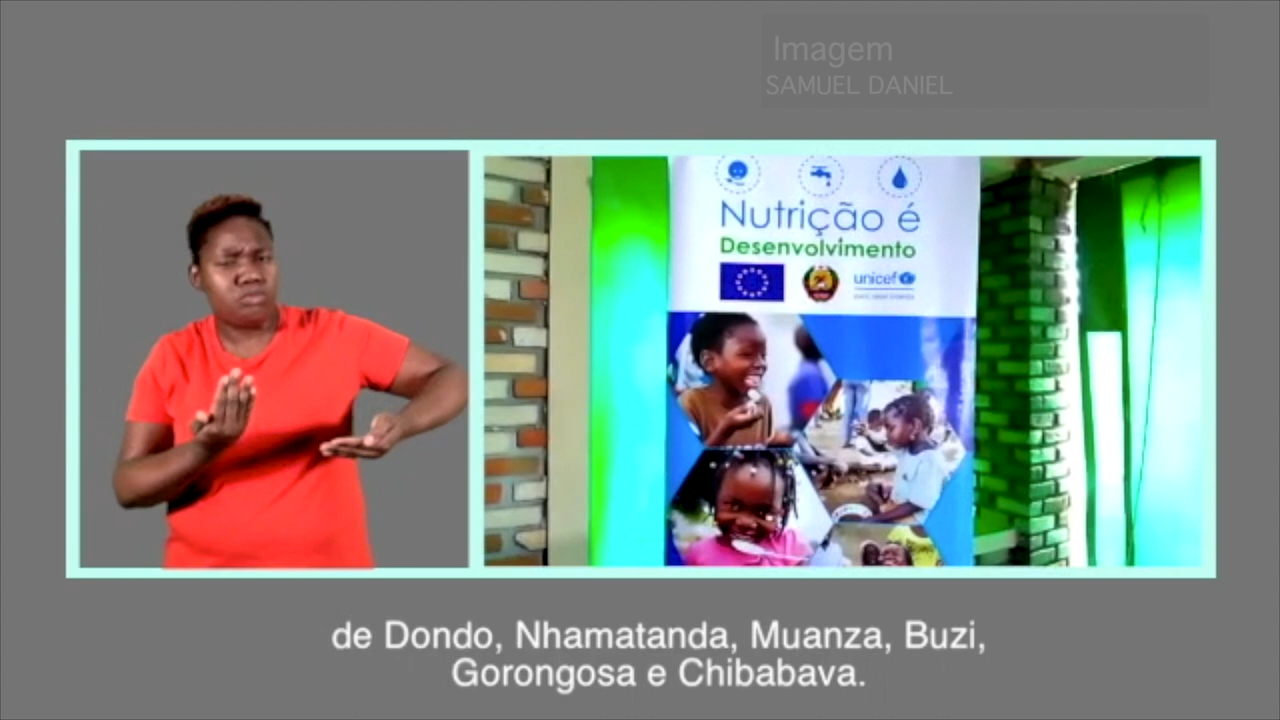 Imagem
SAMUEL DANIEL
Nutrição é
Desenvolvimento
unicef
de Dondo, Nhamatanda, Muanza, Buzi,
Gorongosa e Chibabava.